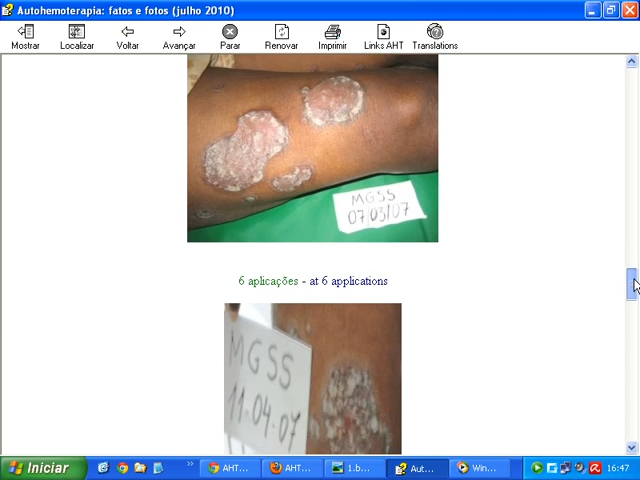 Autohemoterapia: fatos e fotos (julho 2010)
Mostrar Localizar Voltar Avançar Parar Renovar Imprimir Links AHT Translations
MGSS
07/03/07
6 aplicações - at 6 applications
MGSS
11-04-07
Iniciar AHT... AHT... 1.b... Aut... Win... 16:47